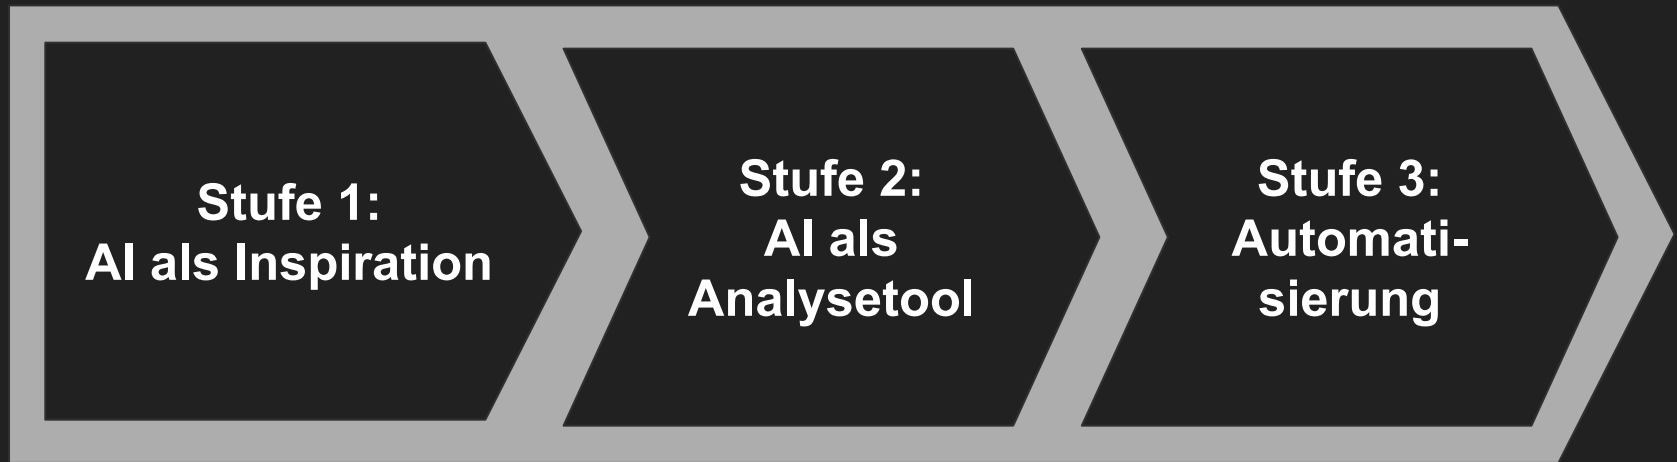 Stufe 1:
AI als Inspiration
Stufe 2:
AI als
Analysetool
Stufe 3:
Automati-
sierung